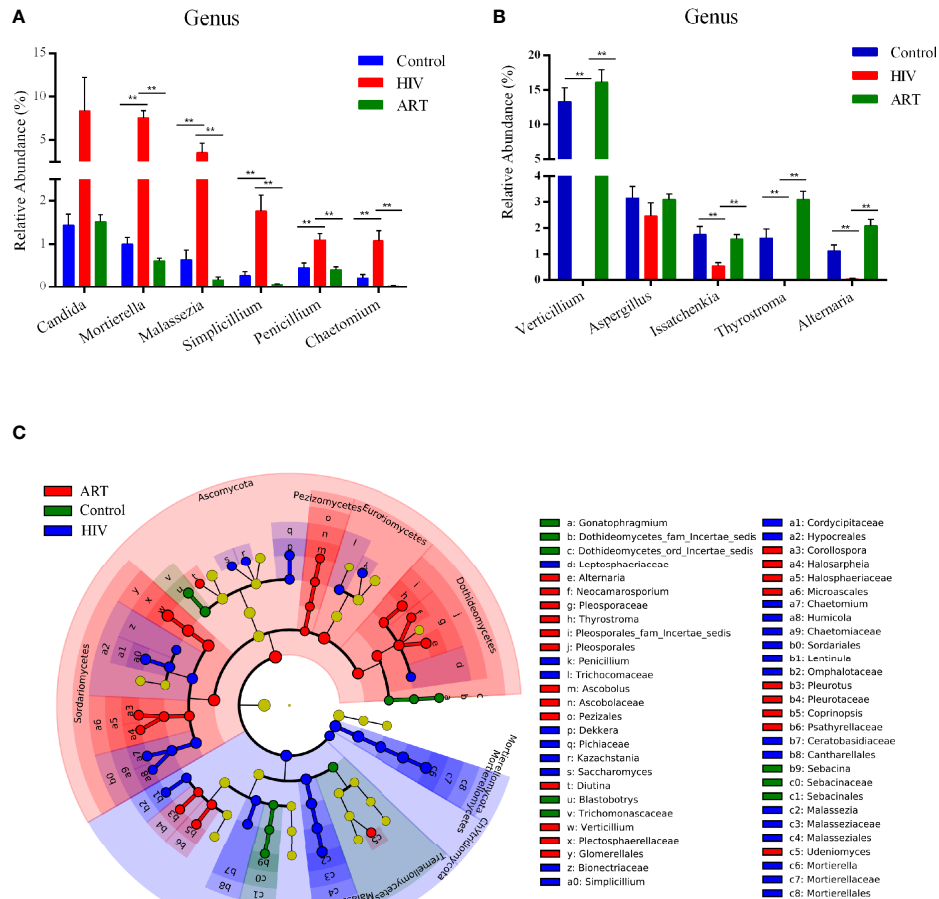 A
Genus
Control
HIV
ART
Relative Abundance (%)
15
10
5
2
1
0
**
**
**
**
**
**
**
**
**
**
Candida
Mortierella
Malassezia
Simplicillium
Penicillium
Chactomium
B
Genus
Control
HIV
ART
Relative Abundance (%)
20
15
10
5
4
3
2
1
0
**
**
**
**
**
**
**
**
Verticillium
Aspergillus
Issatchenkia
Thyrostroma
Alternaria
C
ART
Control
HIV
Ascomycota
Pezizomycetes
Eurotiomycetes
Dothideomycetes
Sordariomycetes
Mortierellomycota
Mortierellomycetes
Chytridiomycota
Tremellomycetes
a: Gonatophragmium
b: Dothideomycetes_fam_Incertae_sedis
c: Dothideomycetes_ord_Incertae_sedis
d: Leptosphaeriaceae
e: Alternaria
f: Neocamarosporium
g: Pleosporaceae
h: Thyrostroma
i: Pleosporales_fam_Incertae_sedis
j: Pleosporales
k: Penicillium
l: Trichocomaceae
m: Ascobolus
n: Ascobolaceae
o: Pezizales
p: Dekkera
q: Pichiaceae
r: Kazachstania
s: Saccharomyces
t: Diutina
u: Blastobotrys
v: Trichomonascaceae
w: Verticillium
x: Plectosphaerellaceae
y: Glomerellales
z: Bionectriaceae
a0: Simplicillium
a1: Cordycipitaceae
a2: Hypocreales
a3: Corollospora
a4: Halosarpheia
a5: Halosphaeriaceae
a6: Microascales
a7: Chaetomium
a8: Humicola
a9: Chaetomiaceae
b0: Sordariales
b1: Lentinula
b2: Omphalotaceae
b3: Pleurotus
b4: Pleurotaceae
b5: Coprinopsis
b6: Psathyrellaceae
b7: Ceratobasidiaceae
b8: Cantharellales
b9: Sebacina
c0: Sebacinaceae
c1: Sebacinales
c2: Malassezia
c3: Malasseziaceae
c4: Malasseziales
c5: Udeniomyces
c6: Mortierella
c7: Mortierellaceae
c8: Mortierellales